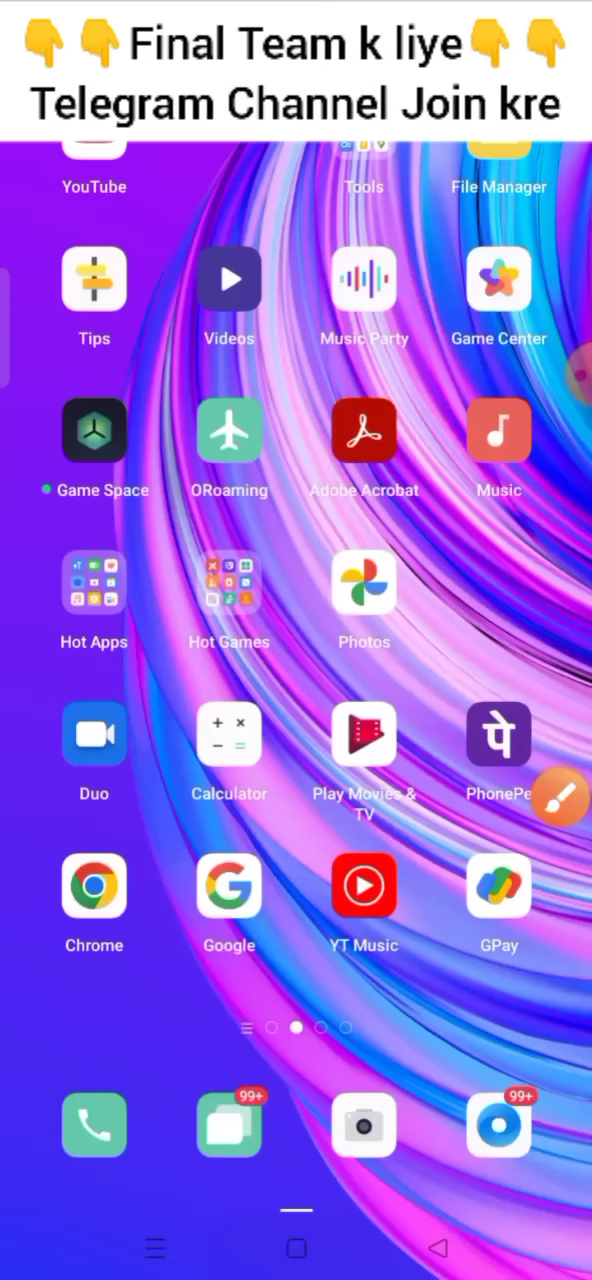 👇👇Final Team k liye👇👇
Telegram Channel Join kre
YouTube
Tools
File Manager
Tips
Videos
Music Party
Game Center
Game Space
ORoaming
Adobe Acrobat
Music
Hot Apps
Hot Games
Photos
पे
Duo
Calculator
Play Movies &
TV
PhonePe
Chrome
Google
YT Music
GPay
99+
99+